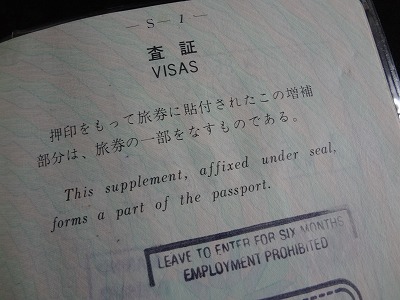 — S — 1 —
査証
VISAS
押印をもって旅券に貼付されたこの増補
部分は、旅券の一部をなすものである。
This supplement, affixed under seal,
forms a part of the passport.
LEAVE TO ENTER FOR SIX MONTHS
EMPLOYMENT PROHIBITED